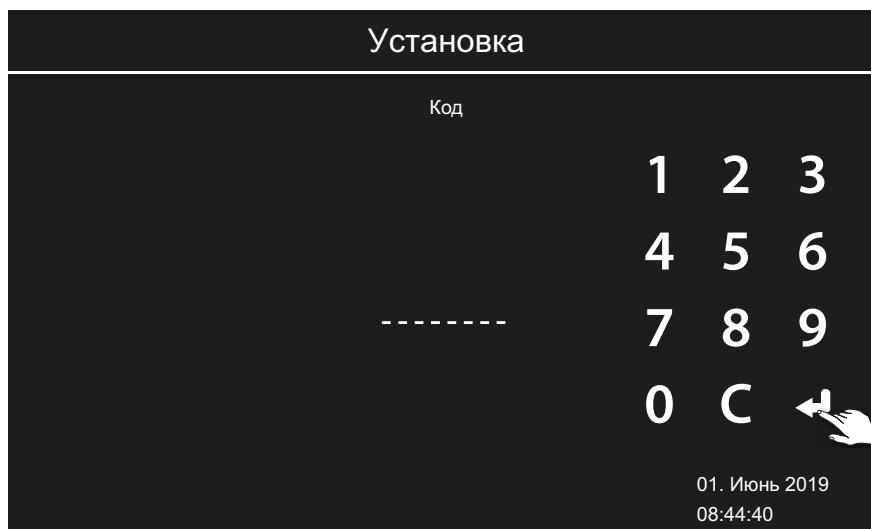 Установка
Код
1 2 3
4 5 6
--------
7 8 9
0 C
01. Июнь 2019
08:44:40